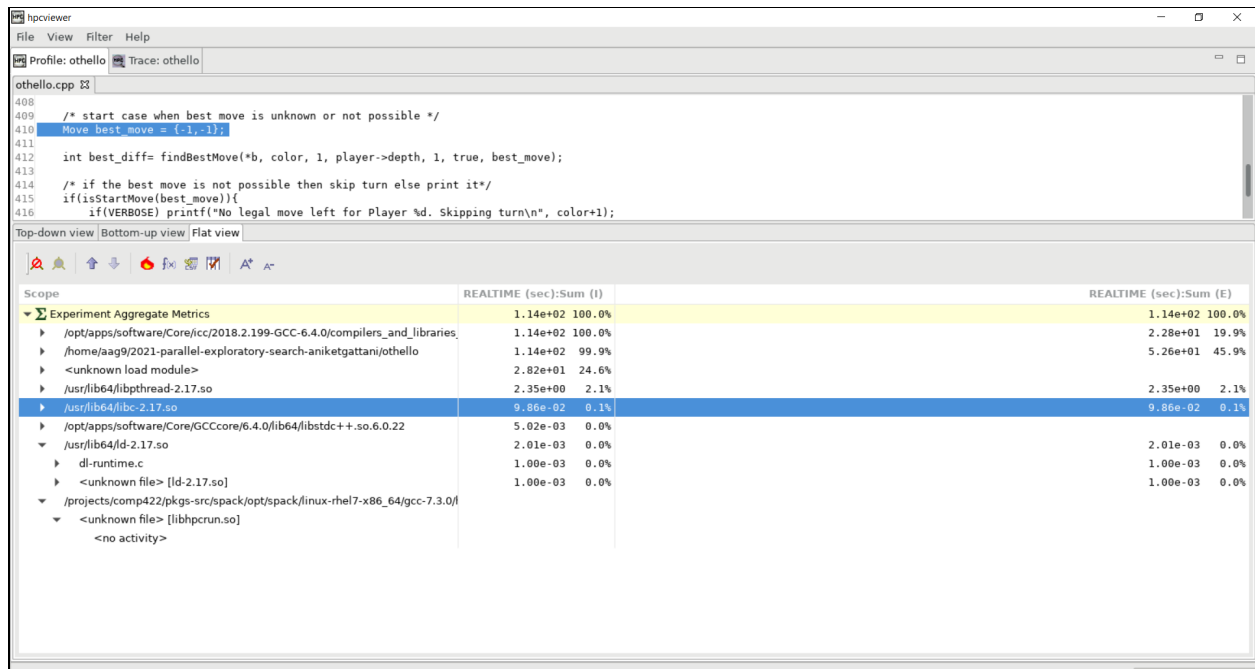 hpcviewer
File View Filter Help
Profile: othello Trace: othello
othello.cpp
408
409 /* start case when best move is unknown or not possible */
410 Move best_move = {-1,-1};
411
412 int best_diff= findBestMove(*b, color, 1, player->depth, 1, true, best_move);
413
414 /* if the best move is not possible then skip turn else print it*/
415 if(isStartMove(best_move)){
416 if(VERBOSE) printf("No legal move left for Player %d. Skipping turn\n", color+1);
Top-down view Bottom-up view Flat view
f(x) A+ A-
Scope REALTIME (sec):Sum (I) REALTIME (sec):Sum (E)
Σ Experiment Aggregate Metrics 1.14e+02 100.0% 1.14e+02 100.0%
/opt/apps/software/Core/icc/2018.2.199-GCC-6.4.0/compilers_and_libraries_ 1.14e+02 100.0% 2.28e+01 19.9%
/home/aag9/2021-parallel-exploratory-search-aniketgattani/othello 1.14e+02 99.9% 5.26e+01 45.9%
<unknown load module> 2.82e+01 24.6%
/usr/lib64/libpthread-2.17.so 2.35e+00 2.1% 2.35e+00 2.1%
/usr/lib64/libc-2.17.so 9.86e-02 0.1% 9.86e-02 0.1%
/opt/apps/software/Core/GCCcore/6.4.0/lib64/libstdc++.so.6.0.22 5.02e-03 0.0%
/usr/lib64/ld-2.17.so 2.01e-03 0.0% 2.01e-03 0.0%
dl-runtime.c 1.00e-03 0.0% 1.00e-03 0.0%
<unknown file> [ld-2.17.so] 1.00e-03 0.0% 1.00e-03 0.0%
/projects/comp422/pkgs-src/spack/opt/spack/linux-rhel7-x86_64/gcc-7.3.0/
<unknown file> [libhpcrun.so]
<no activity>